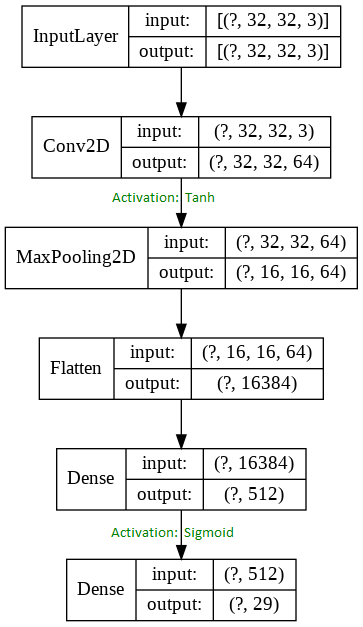 InputLayer
input: [(?, 32, 32, 3)]
output: [(?, 32, 32, 3)]
Conv2D
input: (?, 32, 32, 3)
output: (?, 32, 32, 64)
Activation: Tanh
MaxPooling2D
input: (?, 32, 32, 64)
output: (?, 16, 16, 64)
Flatten
input: (?, 16, 16, 64)
output: (?, 16384)
Dense
input: (?, 16384)
output: (?, 512)
Activation: Sigmoid
Dense
input: (?, 512)
output: (?, 29)